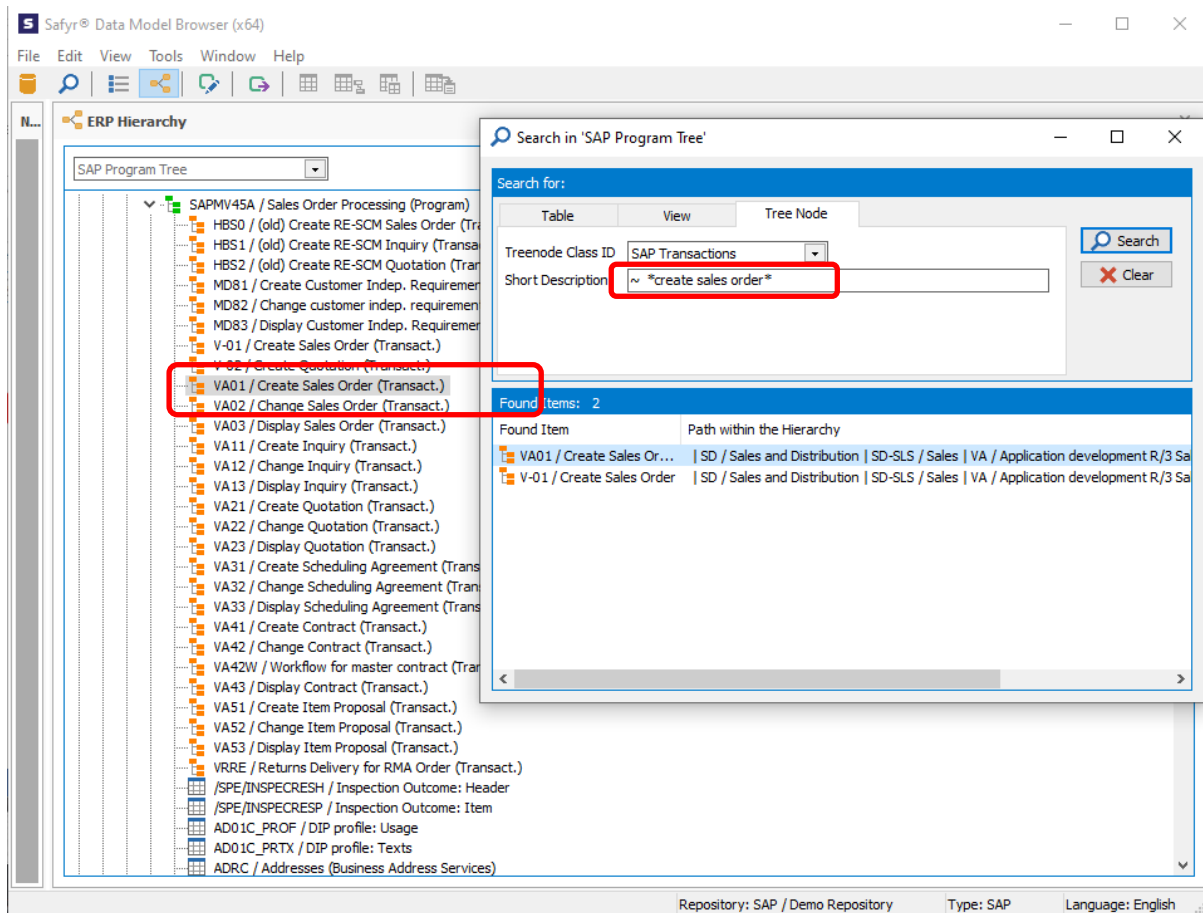 S Safyr® Data Model Browser (x64)
File Edit View Tools Window Help
N... ERP Hierarchy
SAP Program Tree
SAPMV45A / Sales Order Processing (Program)
HBS0 / (old) Create RE-SCM Sales Order (Tra
HBS1 / (old) Create RE-SCM Inquiry (Transa
HBS2 / (old) Create RE-SCM Quotation (Tran
MD81 / Create Customer Indep. Requiremen
MD82 / Change customer indep. requiremen
MD83 / Display Customer Indep. Requiremen
V-01 / Create Sales Order (Transact.)
V-02 / Create Quotation (Transact.)
VA01 / Create Sales Order (Transact.)
VA02 / Change Sales Order (Transact.)
VA03 / Display Sales Order (Transact.)
VA11 / Create Inquiry (Transact.)
VA12 / Change Inquiry (Transact.)
VA13 / Display Inquiry (Transact.)
VA21 / Create Quotation (Transact.)
VA22 / Change Quotation (Transact.)
VA23 / Display Quotation (Transact.)
VA31 / Create Scheduling Agreement (Trans
VA32 / Change Scheduling Agreement (Tran
VA33 / Display Scheduling Agreement (Trans
VA41 / Create Contract (Transact.)
VA42 / Change Contract (Transact.)
VA42W / Workflow for master contract (Tran
VA43 / Display Contract (Transact.)
VA51 / Create Item Proposal (Transact.)
VA52 / Change Item Proposal (Transact.)
VA53 / Display Item Proposal (Transact.)
VRRE / Returns Delivery for RMA Order (Transact.)
/SPE/INSPECRESH / Inspection Outcome: Header
/SPE/INSPECRESP / Inspection Outcome: Item
AD01C_PROF / DIP profile: Usage
AD01C_PRTX / DIP profile: Texts
ADRC / Addresses (Business Address Services)
Search in 'SAP Program Tree'
Search for:
Table View Tree Node
Treenode Class ID SAP Transactions
Short Description ~ *create sales order*
Search
Clear
Found Items: 2
Found Item Path within the Hierarchy
VA01 / Create Sales Or... | SD / Sales and Distribution | SD-SLS / Sales | VA / Application development R/3 Sal
V-01 / Create Sales Order | SD / Sales and Distribution | SD-SLS / Sales | VA / Application development R/3 Sal
Repository: SAP / Demo Repository Type: SAP Language: English